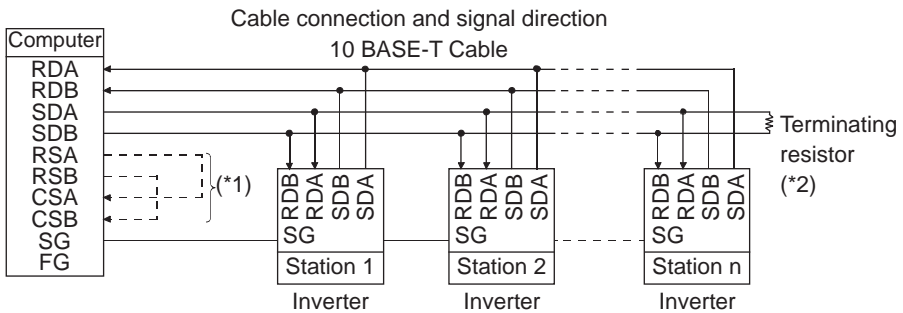 Cable connection and signal direction
10 BASE-T Cable
Computer
RDA
RDB
SDA
SDB
RSA
RSB
CSA
CSB
SG
FG
(*1)
Terminating
resistor
(*2)
RDB
RDA
SDB
SDA
SG
Station 1
Inverter
RDB
RDA
SDB
SDA
SG
Station 2
Inverter
RDB
RDA
SDB
SDA
SG
Station n
Inverter